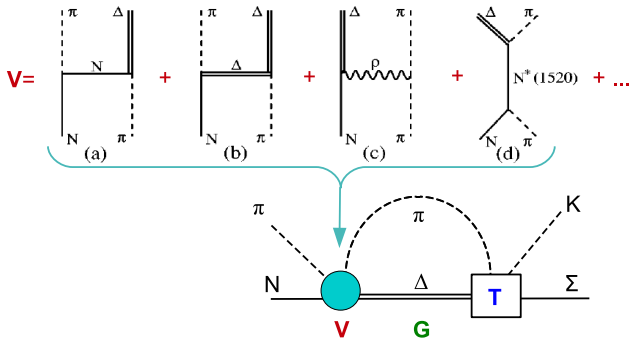 π Δ π Δ Δ π Δ π
V= N + Δ + ρ + N*(1520) + ...
N π N π N π N π
(a) (b) (c) (d)
π π K
N Δ T Σ
V G